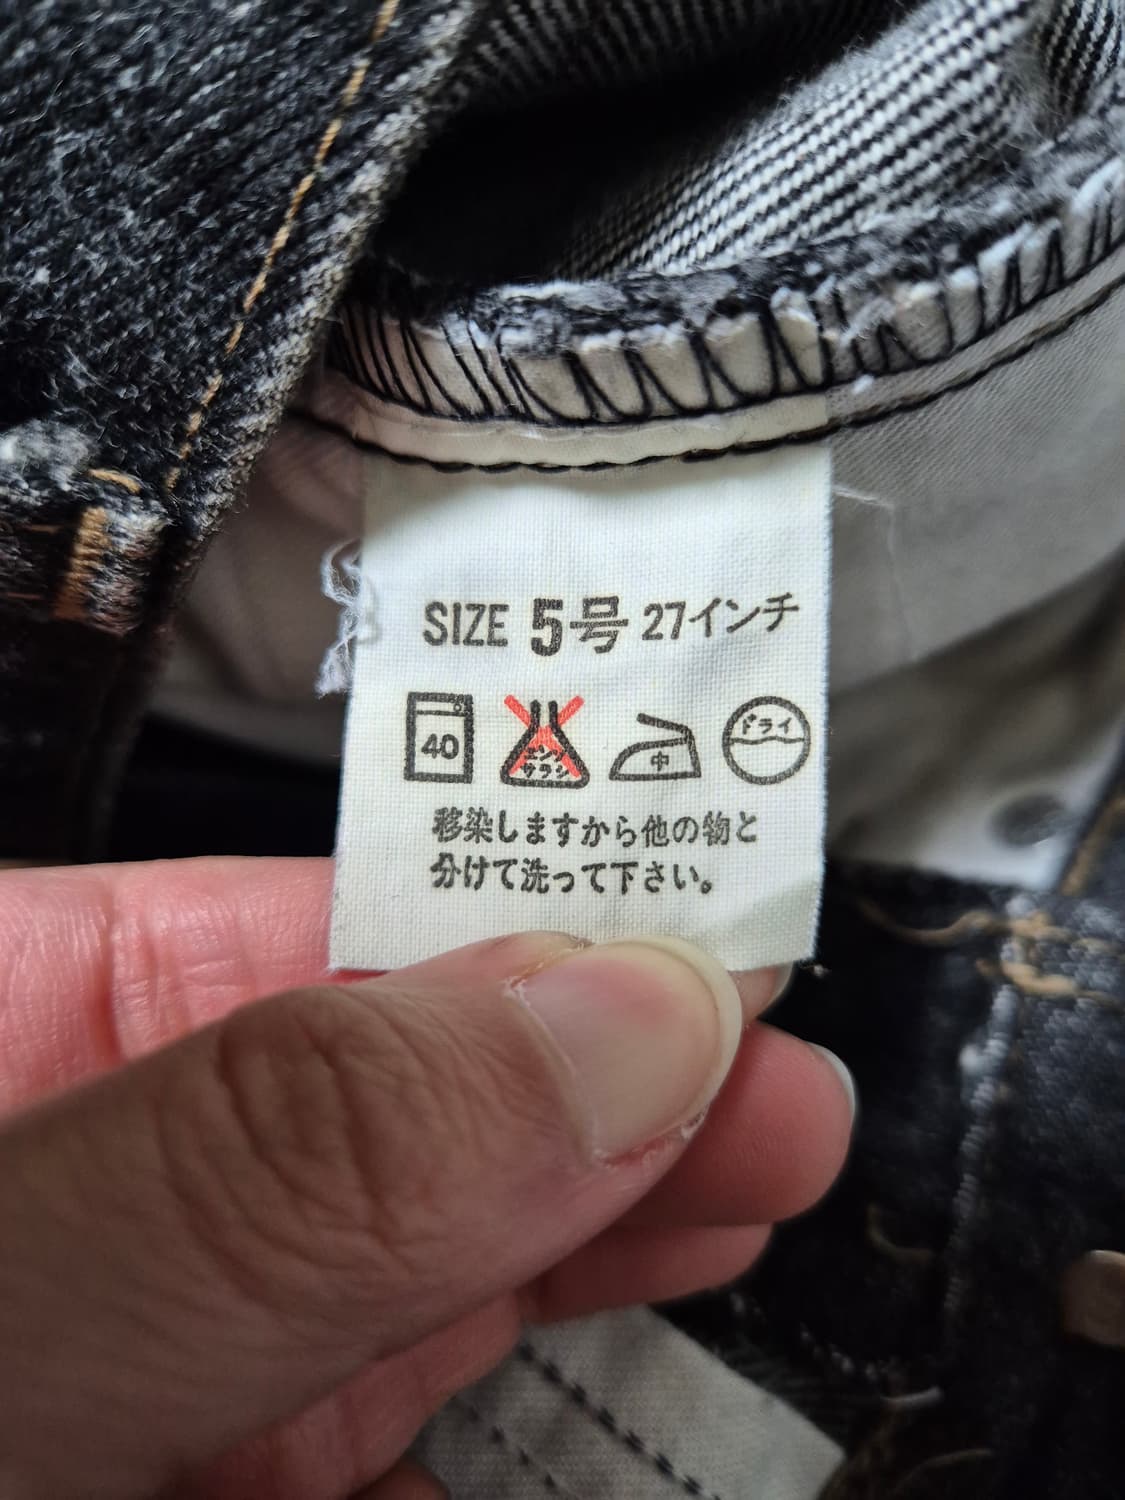 SIZE 5号 27インチ
40 エンソ サラシ 中 ドライ
移染しますから他の物と
分けて洗って下さい。